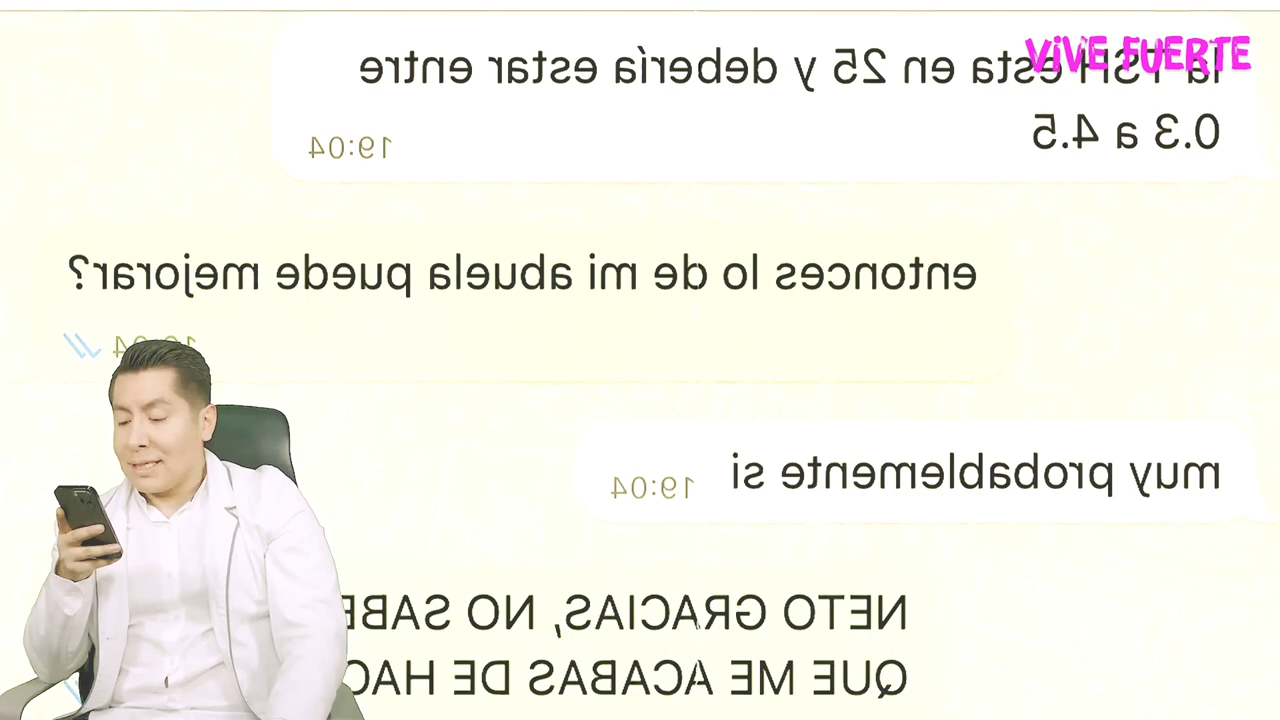 ViVE FUERTE
la TSH esta en 25 y debería estar entre
0.3 a 4.5
19:04
entonces lo de mi abuela puede mejorar?
muy probablemente si
19:04
NETO GRACIAS, NO
QUE ME ACABAS DE